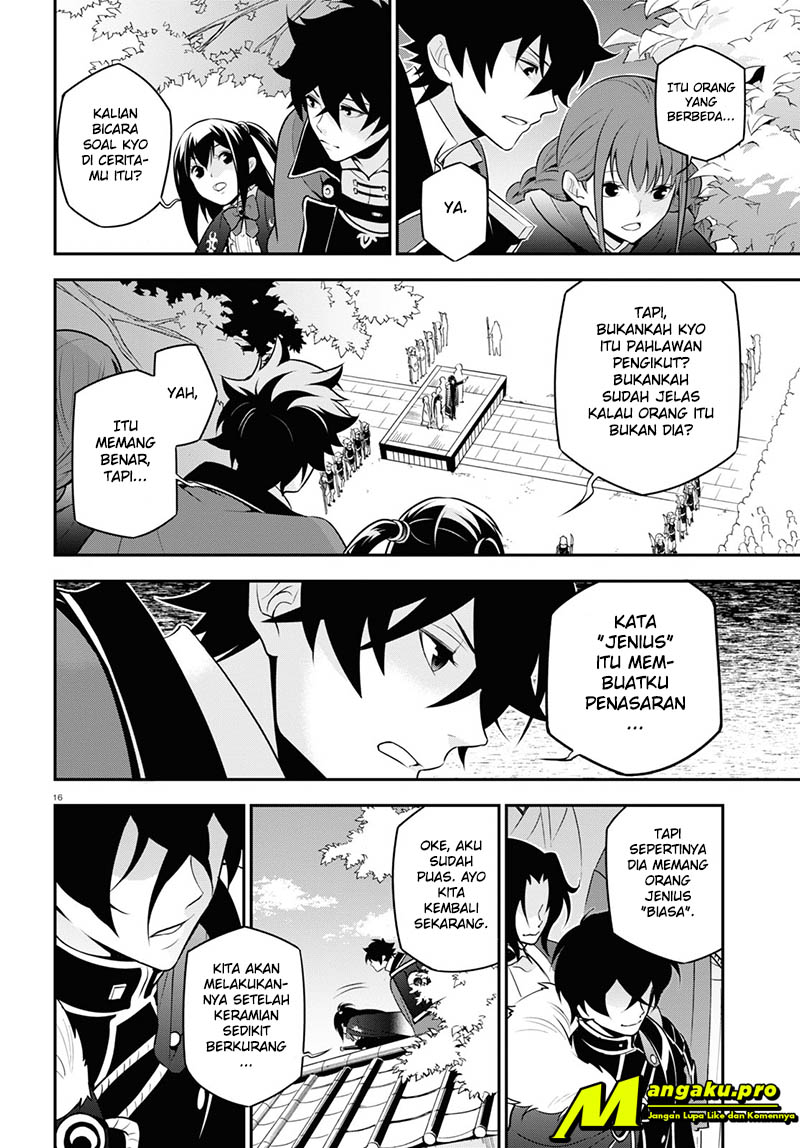 ITU ORANG
YANG
BERBEDA...
YA.
KALIAN
BICARA
SOAL KYO
DI CERITA-
MU ITU?
TAPI,
BUKANKAH KYO
ITU PAHLAWAN
PENGIKUT?
BUKANKAH
SUDAH JELAS
KALAU ORANG ITU
BUKAN DIA?
YAH,
ITU
MEMANG
BENAR,
TAPI...
KATA
"JENIUS"
ITU MEM-
BUATKU
PENASARAN
...
16
TAPI
SEPERTINYA
DIA MEMANG
ORANG
JENIUS
"BIASA".
OKE, AKU
SUDAH
PUAS. AYO
KITA
KEMBALI
SEKARANG.
KITA AKAN
MELAKUKAN-
NYA SETELAH
KERAMIAN
SEDIKIT
BERKURANG
...
Mangaku.pro
Jangan Lupa Like dan Komennya